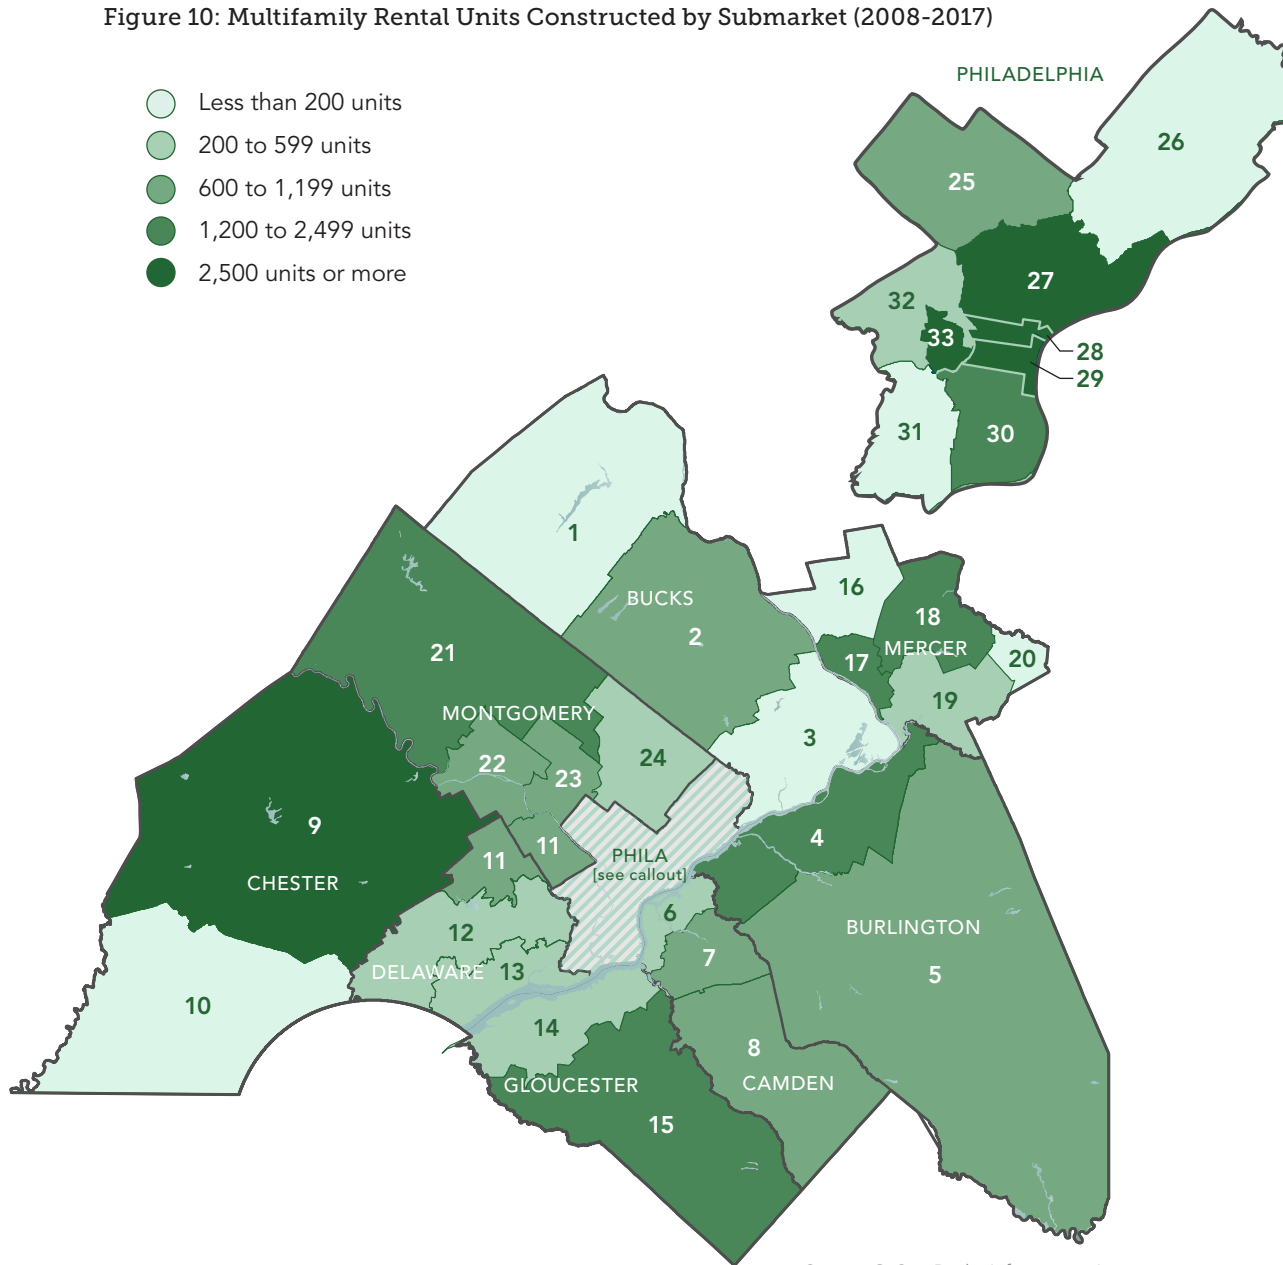 Figure 10: Multifamily Rental Units Constructed by Submarket (2008-2017)
Less than 200 units
200 to 599 units
600 to 1,199 units
1,200 to 2,499 units
2,500 units or more
PHILADELPHIA
26
25
27
32
33
28
29
31
30
1
16
BUCKS
2
18
MERCER
17
20
19
21
MONTGOMERY
3
22
23
24
9
CHESTER
11
11
PHILA
[see callout]
4
6
12
BURLINGTON
DELAWARE
13
7
5
10
14
8
GLOUCESTER
CAMDEN
15